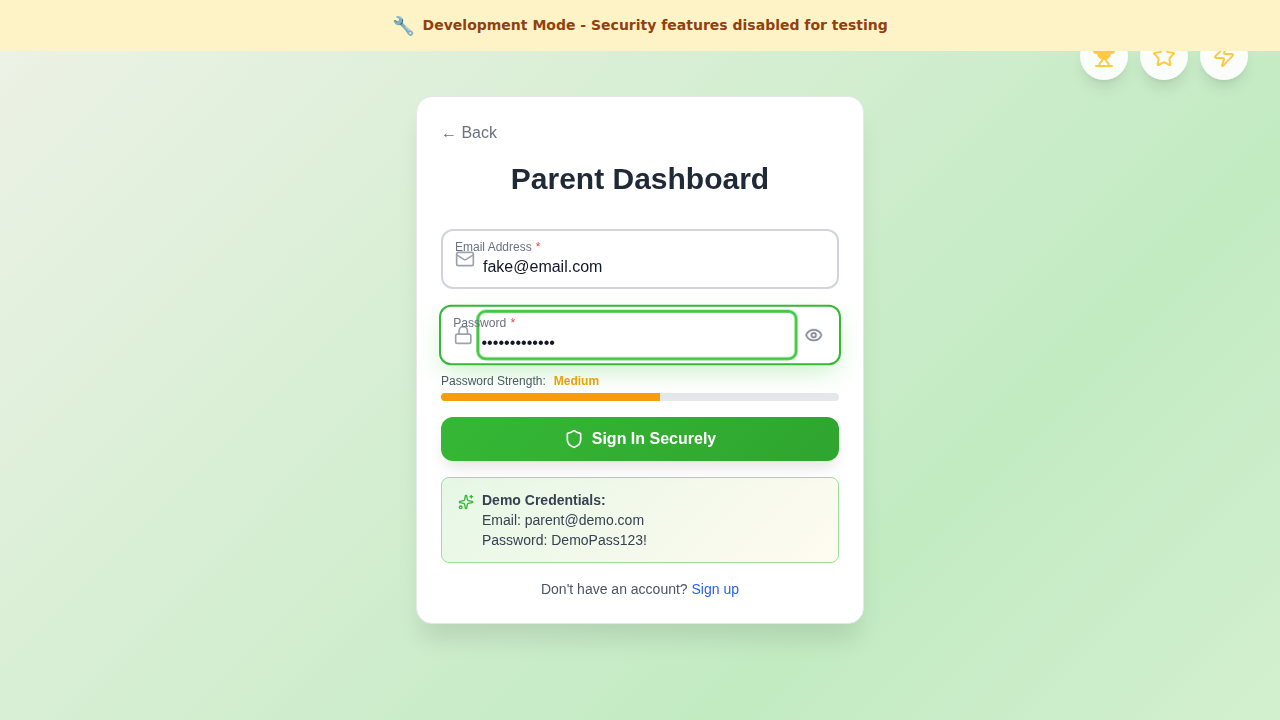 🔧 Development Mode - Security features disabled for testing
← Back
Parent Dashboard
Email Address *
fake@email.com
Password *
•••••••••••••
Password Strength: Medium
Sign In Securely
Demo Credentials:
Email: parent@demo.com
Password: DemoPass123!
Don't have an account? Sign up